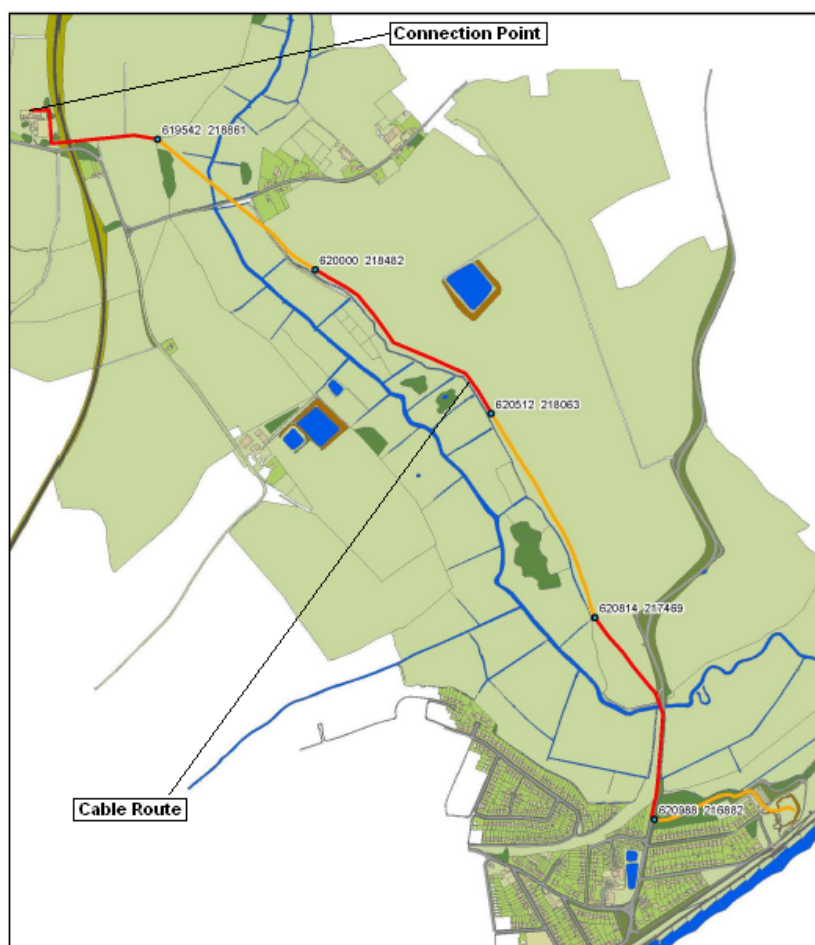 Connection Point
619542 218861
620000 218482
620512 218063
620814 217469
Cable Route
620988 216882